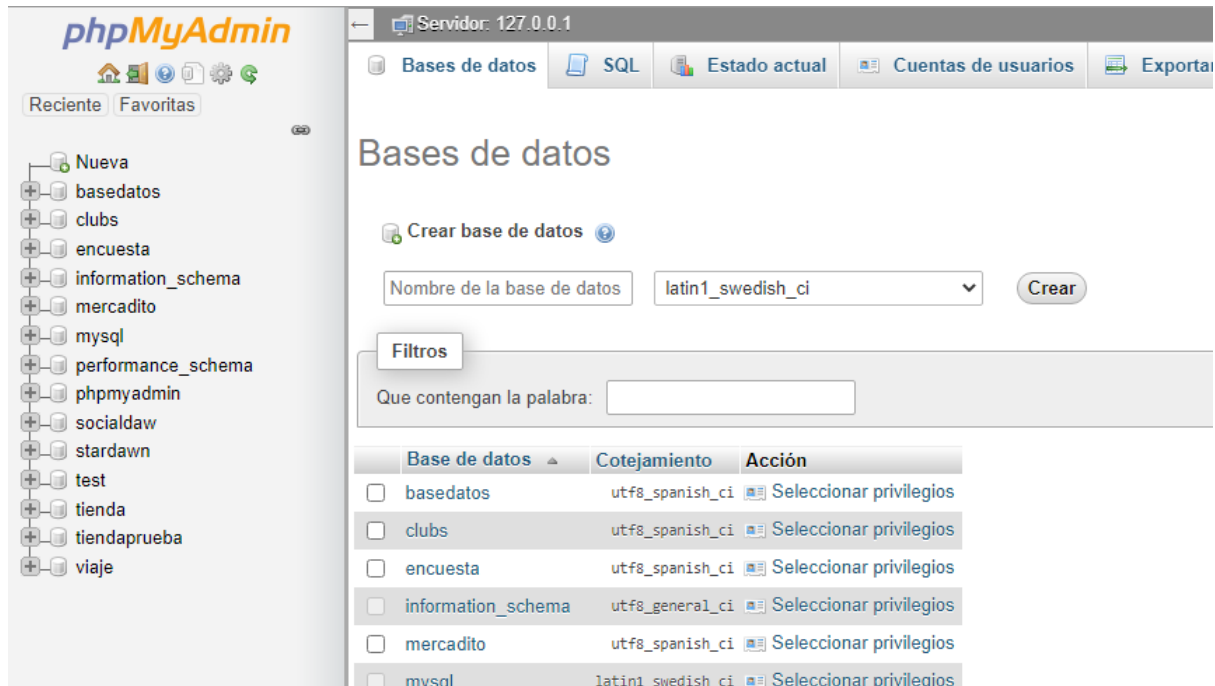 phpMyAdmin
Reciente Favoritas
Nueva
basedatos
clubs
encuesta
information_schema
mercadito
mysql
performance_schema
phpmyadmin
socialdaw
stardawn
test
tienda
tiendaprueba
viaje
← Servidor: 127.0.0.1
Bases de datos SQL Estado actual Cuentas de usuarios Exportar
Bases de datos
Crear base de datos
Nombre de la base de datos latin1_swedish_ci Crear
Filtros
Que contengan la palabra:
Base de datos Cotejamiento Acción
basedatos utf8_spanish_ci Seleccionar privilegios
clubs utf8_spanish_ci Seleccionar privilegios
encuesta utf8_spanish_ci Seleccionar privilegios
information_schema utf8_general_ci Seleccionar privilegios
mercadito utf8_spanish_ci Seleccionar privilegios
mysql latin1_swedish_ci Seleccionar privilegios